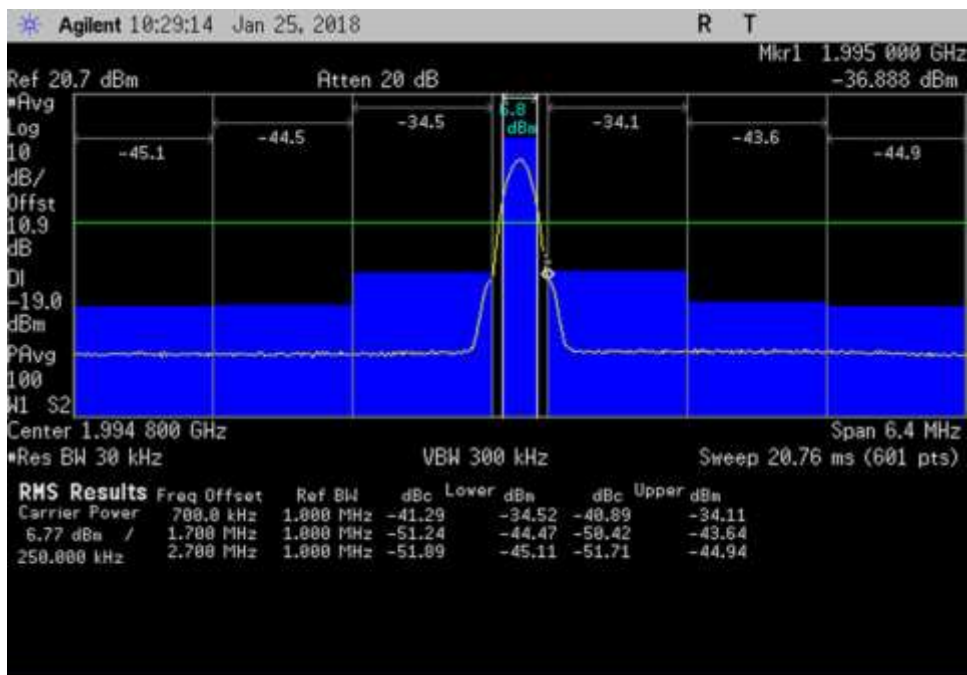 Agilent 10:29:14 Jan 25, 2018 R T
Mkr1 1.995 000 GHz
Ref 20.7 dBm Atten 20 dB -36.888 dBm
*Avg
Log
10
dB/
Offst
10.9
dB
DI
-19.0
dBm
PAvg
100
W1 S2
-45.1 -44.5 -34.5 6.8 dBm -34.1 -43.6 -44.9
Center 1.994 800 GHz Span 6.4 MHz
*Res BW 30 kHz VBW 300 kHz Sweep 20.76 ms (601 pts)
RMS Results Freq Offset Ref BW dBc Lower dBm dBc Upper dBm
Carrier Power 700.0 kHz 1.000 MHz -41.29 -34.52 -40.89 -34.11
6.77 dBm / 1.700 MHz 1.000 MHz -51.24 -44.47 -50.42 -43.64
250.000 kHz 2.700 MHz 1.000 MHz -51.89 -45.11 -51.71 -44.94